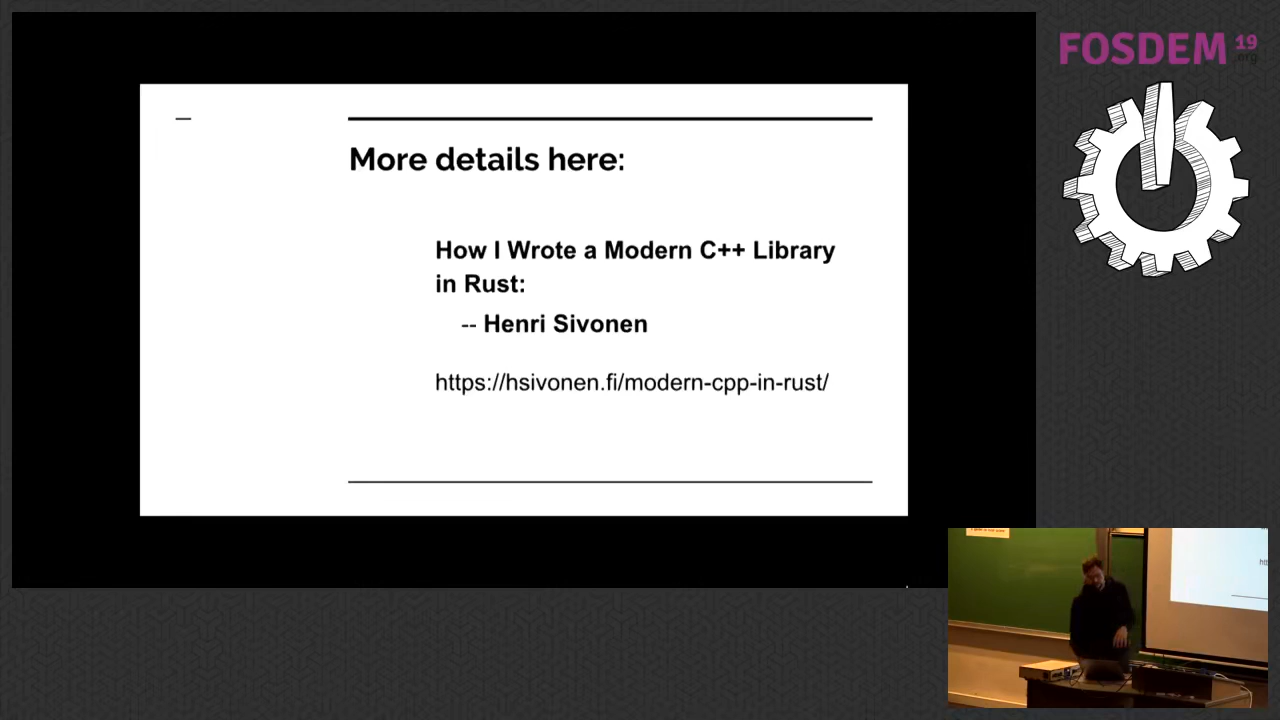 FOSDEM 19
.org
More details here:
How I Wrote a Modern C++ Library
in Rust:
-- Henri Sivonen
https://hsivonen.fi/modern-cpp-in-rust/